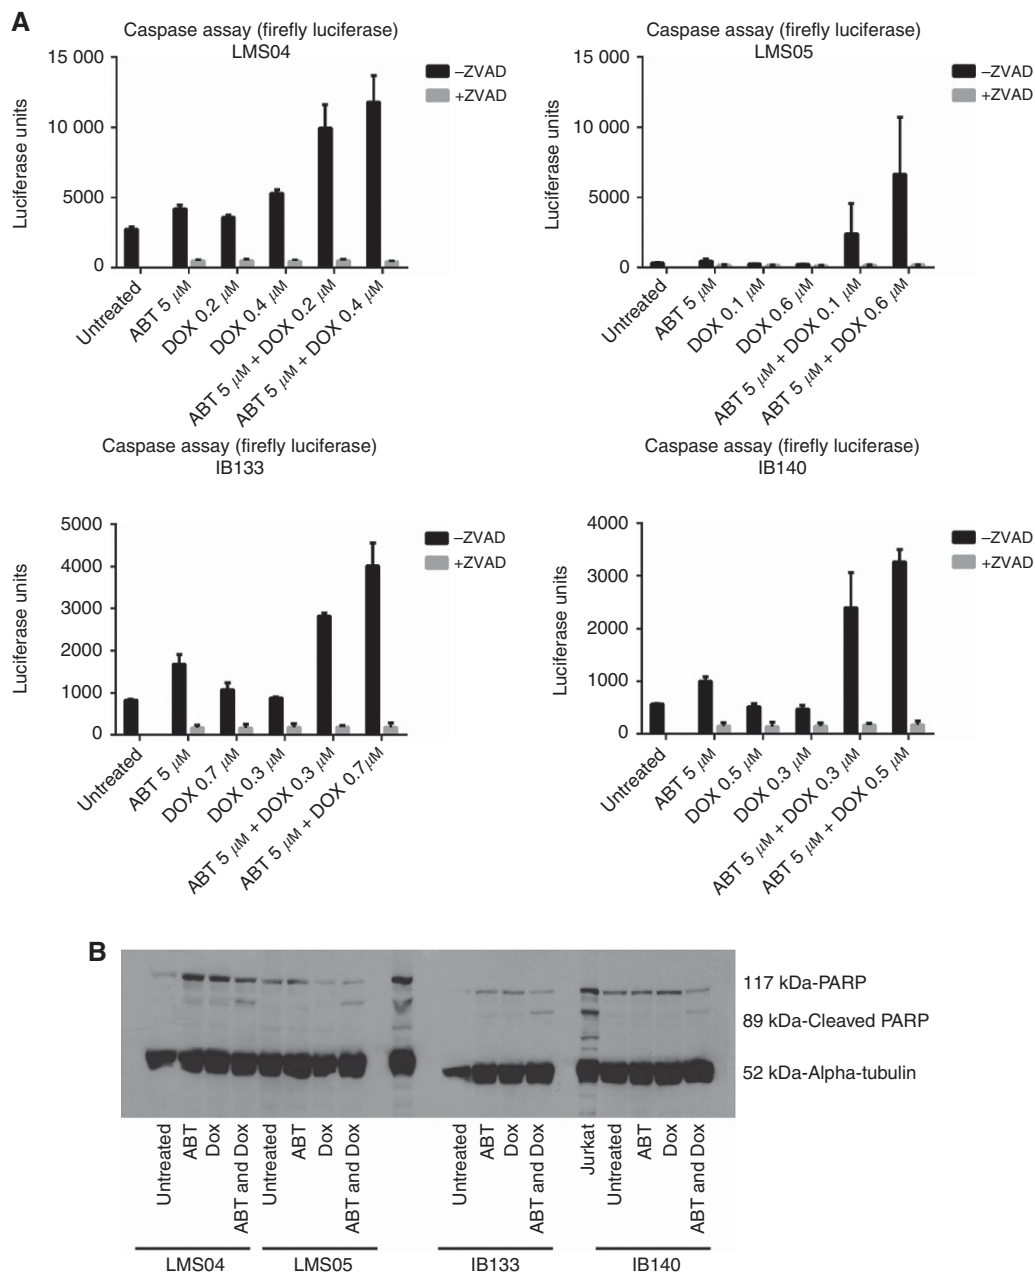 A
Caspase assay (firefly luciferase)
LMS04
Luciferase units
15 000
10 000
5000
0
–ZVAD
+ZVAD
Untreated
ABT 5 μM
DOX 0.2 μM
DOX 0.4 μM
ABT 5 μM + DOX 0.2 μM
ABT 5 μM + DOX 0.4 μM
Caspase assay (firefly luciferase)
LMS05
Luciferase units
15 000
10 000
5000
0
–ZVAD
+ZVAD
Untreated
ABT 5 μM
DOX 0.1 μM
DOX 0.6 μM
ABT 5 μM + DOX 0.1 μM
ABT 5 μM + DOX 0.6 μM
Caspase assay (firefly luciferase)
IB133
Luciferase units
5000
4000
3000
2000
1000
0
–ZVAD
+ZVAD
Untreated
ABT 5 μM
DOX 0.7 μM
DOX 0.3 μM
ABT 5 μM + DOX 0.3 μM
ABT 5 μM + DOX 0.7μM
Caspase assay (firefly luciferase)
IB140
Luciferase units
4000
3000
2000
1000
0
–ZVAD
+ZVAD
Untreated
ABT 5 μM
DOX 0.5 μM
DOX 0.3 μM
ABT 5 μM + DOX 0.3 μM
ABT 5 μM + DOX 0.5 μM
B
117 kDa-PARP
89 kDa-Cleaved PARP
52 kDa-Alpha-tubulin
Untreated
ABT
Dox
ABT and Dox
Untreated
ABT
Dox
ABT and Dox
Untreated
ABT
Dox
ABT and Dox
Jurkat
Untreated
ABT
Dox
ABT and Dox
LMS04
LMS05
IB133
IB140